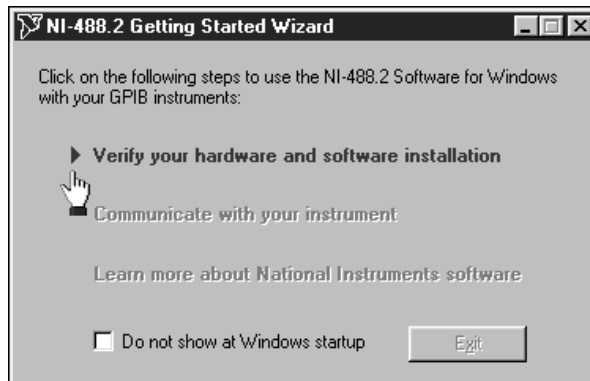 NI-488.2 Getting Started Wizard
Click on the following steps to use the NI-488.2 Software for Windows
with your GPIB instruments:
Verify your hardware and software installation
Communicate with your instrument
Learn more about National Instruments software
Do not show at Windows startup
Exit